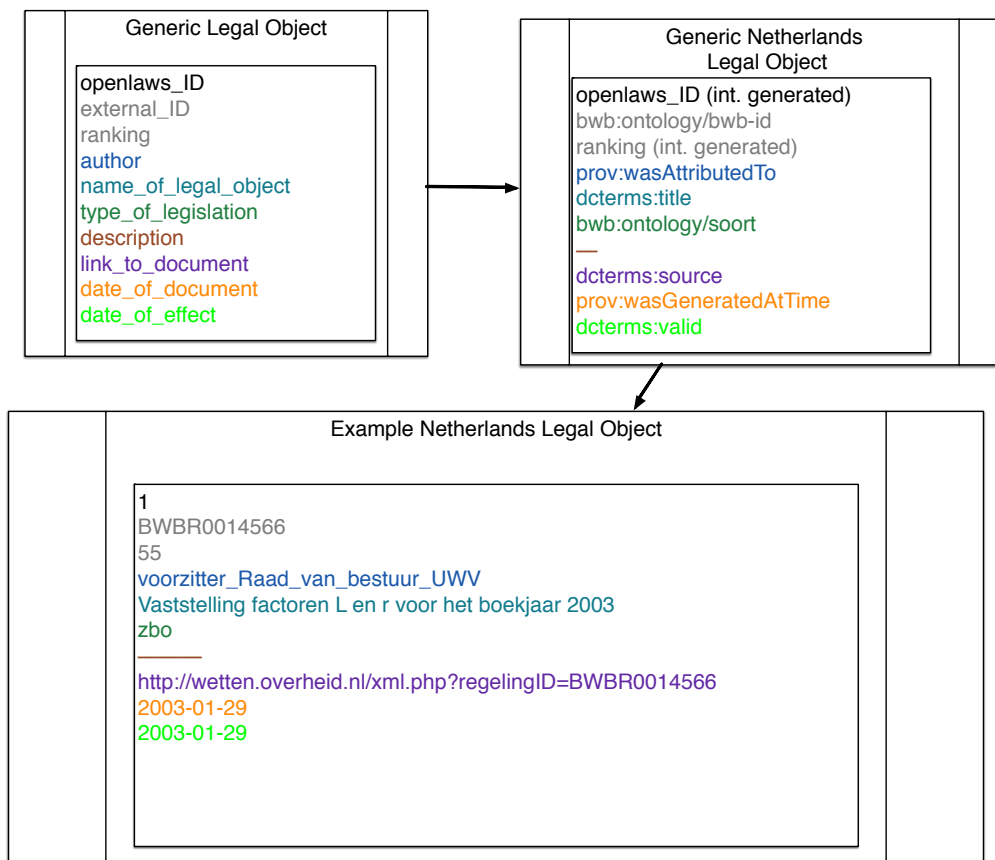 Generic Legal Object
openlaws_ID
external_ID
ranking
author
name_of_legal_object
type_of_legislation
description
link_to_document
date_of_document
date_of_effect
Generic Netherlands
Legal Object
openlaws_ID (int. generated)
bwb:ontology/bwb-id
ranking (int. generated)
prov:wasAttributedTo
dcterms:title
bwb:ontology/soort
—
dcterms:source
prov:wasGeneratedAtTime
dcterms:valid
Example Netherlands Legal Object
1
BWBR0014566
55
voorzitter_Raad_van_bestuur_UWV
Vaststelling factoren L en r voor het boekjaar 2003
zbo
———
http://wetten.overheid.nl/xml.php?regelingID=BWBR0014566
2003-01-29
2003-01-29